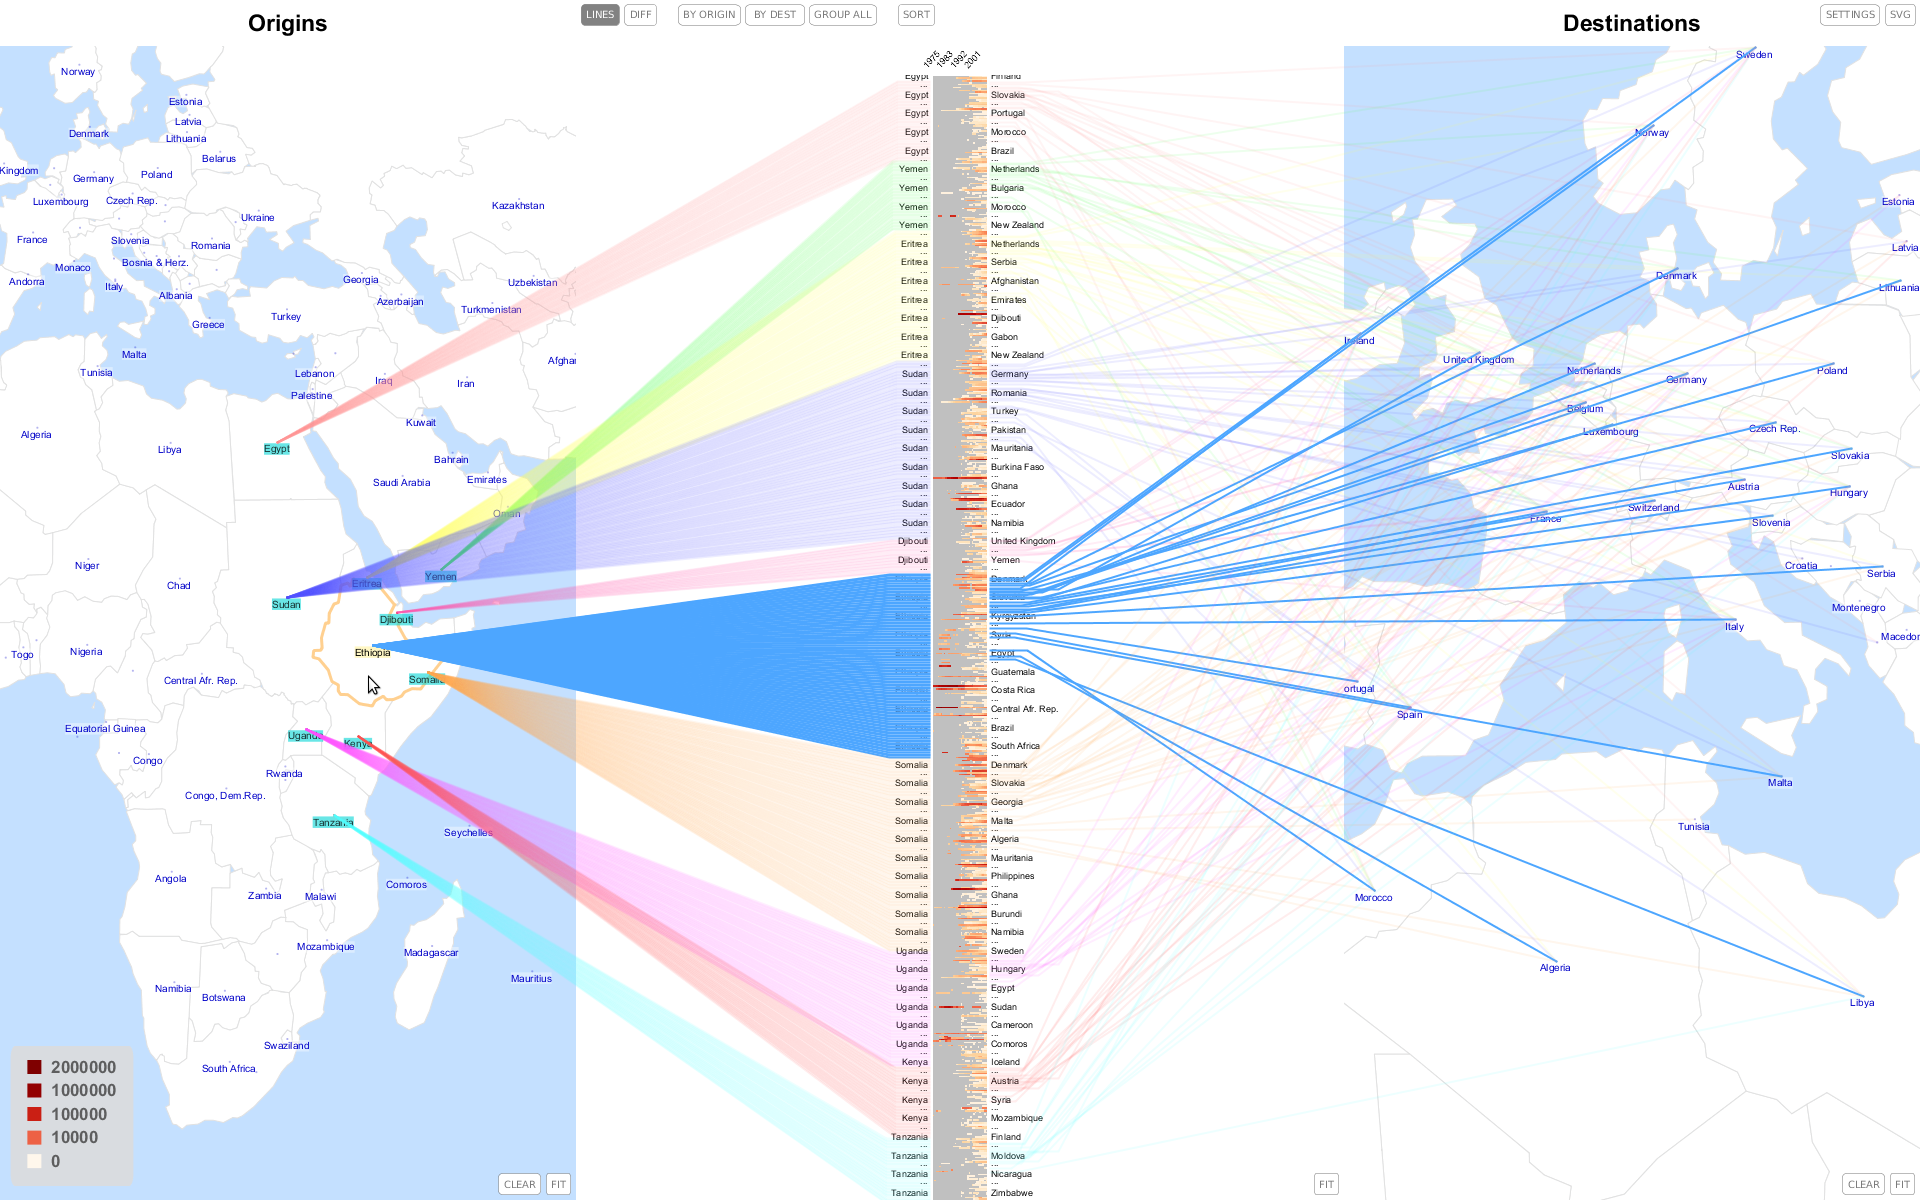 Origins
LINES
DIFF
BY ORIGIN
BY DEST
GROUP ALL
SORT
Destinations
SETTINGS
SVG
Norway
Estonia
Latvia
Denmark
Lithuania
Belarus
Kingdom
Germany
Poland
Luxembourg
Czech Rep.
Kazakhstan
Ukraine
France
Slovenia
Romania
Monaco
Bosnia & Herz.
Andorra
Italy
Albania
Georgia
Azerbaijan
Uzbekistan
Turkmenistan
Greece
Turkey
Malta
Tunisia
Lebanon
Iraq
Iran
Palestine
Algeria
Libya
Egypt
Kuwait
Bahrain
Saudi Arabia
Emirates
Oman
Niger
Chad
Eritrea
Yemen
Sudan
Djibouti
Togo
Nigeria
Ethiopia
Central Afr. Rep.
Somalia
Equatorial Guinea
Uganda
Kenya
Congo
Rwanda
Congo, Dem.Rep.
Tanzania
Seychelles
Angola
Zambia
Malawi
Comoros
Mozambique
Madagascar
Mauritius
Namibia
Botswana
Swaziland
South Africa
2000000
1000000
100000
10000
0
CLEAR
FIT
1975
1983
1992
2001
Egypt Finland
Egypt Slovakia
Egypt Portugal
Egypt Morocco
Egypt Brazil
Yemen Netherlands
Yemen Bulgaria
Yemen Morocco
Yemen New Zealand
Eritrea Netherlands
Eritrea Serbia
Eritrea Afghanistan
Eritrea Emirates
Eritrea Djibouti
Eritrea Gabon
Eritrea New Zealand
Sudan Germany
Sudan Romania
Sudan Turkey
Sudan Pakistan
Sudan Mauritania
Sudan Burkina Faso
Sudan Ghana
Sudan Ecuador
Sudan Namibia
Djibouti United Kingdom
Djibouti Yemen
Denmark
Kyrgyzstan
Syria
Egypt
Guatemala
Costa Rica
Central Afr. Rep.
Brazil
South Africa
Somalia Denmark
Somalia Slovakia
Somalia Georgia
Somalia Malta
Somalia Algeria
Somalia Mauritania
Somalia Philippines
Somalia Ghana
Somalia Burundi
Somalia Namibia
Uganda Sweden
Uganda Hungary
Uganda Egypt
Uganda Sudan
Uganda Cameroon
Uganda Comoros
Kenya Iceland
Kenya Austria
Kenya Syria
Kenya Mozambique
Tanzania Finland
Tanzania Moldova
Tanzania Nicaragua
Tanzania Zimbabwe
FIT
Sweden
Norway
Estonia
Latvia
Denmark
Lithuania
Ireland
United Kingdom
Netherlands
Germany
Poland
Belgium
Luxembourg
Czech Rep.
Slovakia
Austria
Hungary
Switzerland
France
Slovenia
Croatia
Serbia
Montenegro
Italy
Macedon
ortugal
Spain
Malta
Tunisia
Morocco
Algeria
Libya
CLEAR
FIT